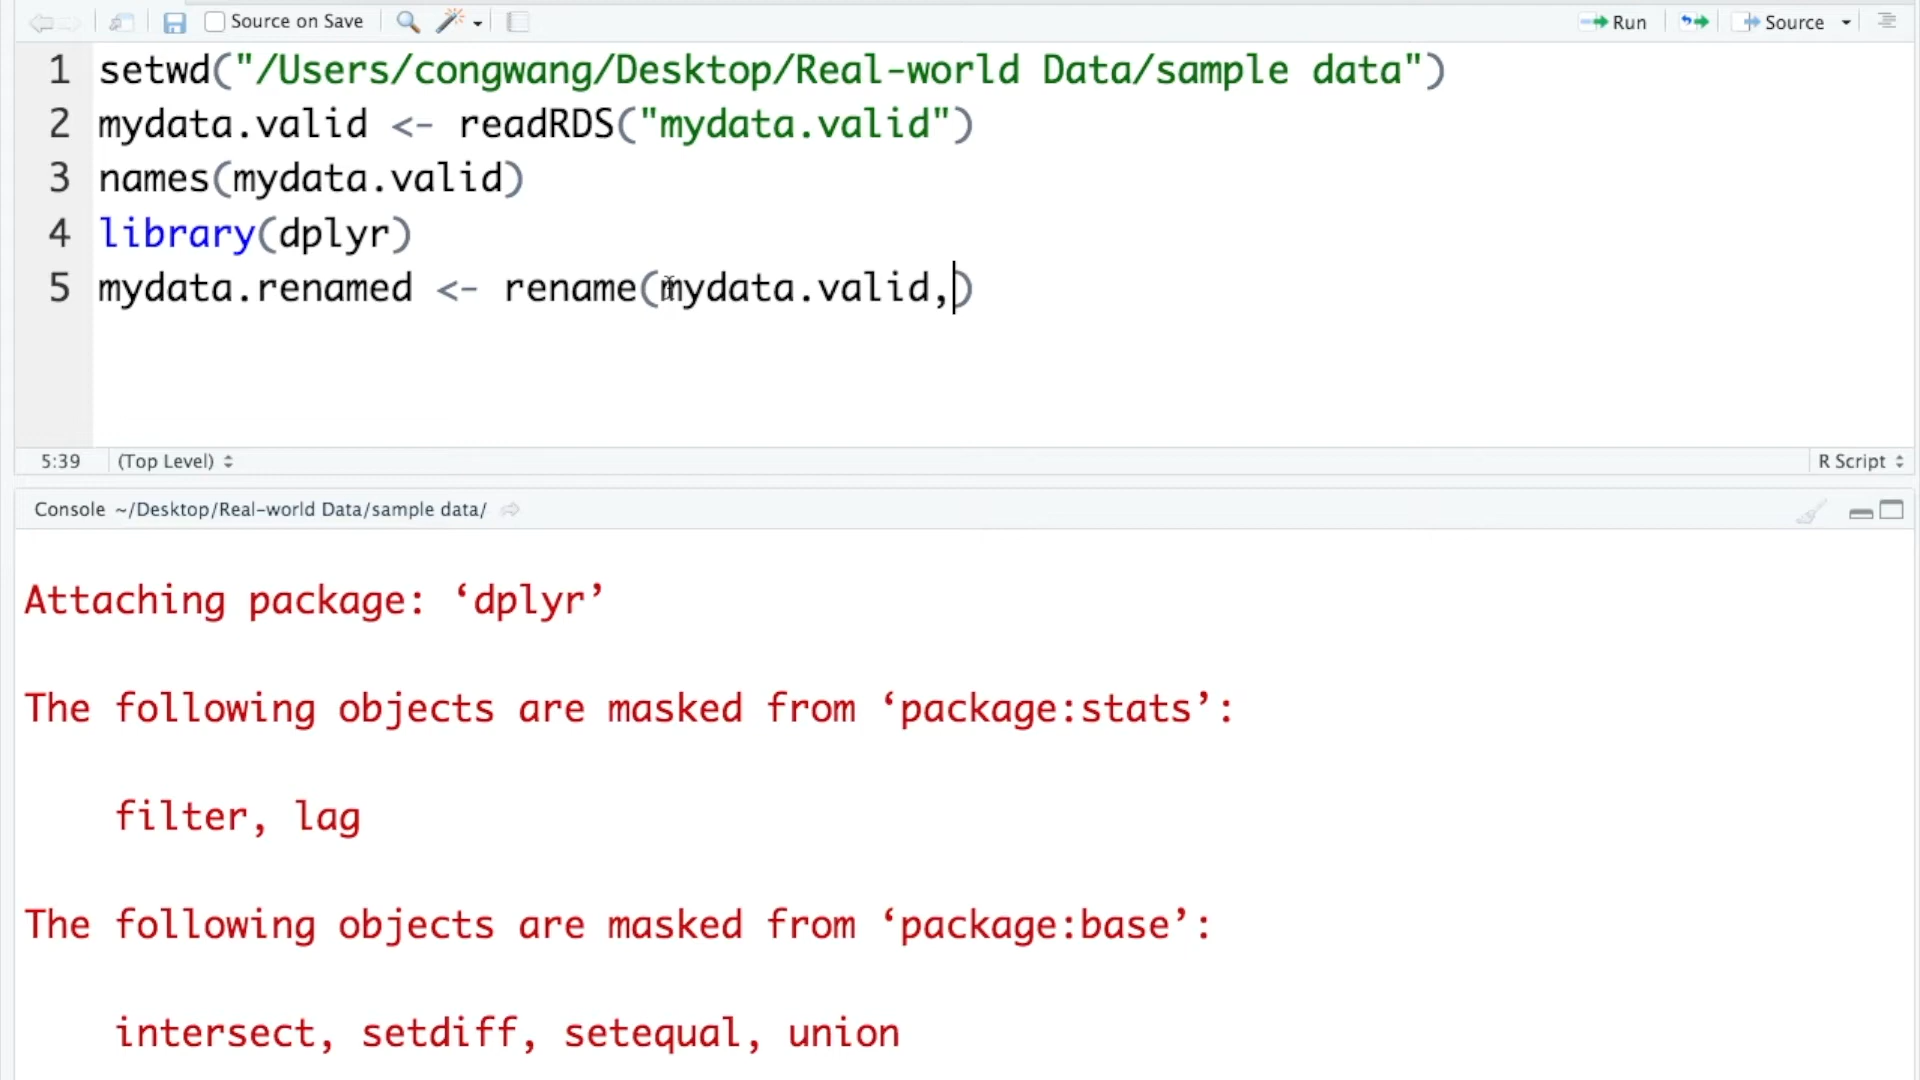 Source on Save
Run
Source
1 setwd("/Users/congwang/Desktop/Real-world Data/sample data")
2 mydata.valid <- readRDS("mydata.valid")
3 names(mydata.valid)
4 library(dplyr)
5 mydata.renamed <- rename(mydata.valid,)
5:39 (Top Level)
R Script
Console ~/Desktop/Real-world Data/sample data/
Attaching package: ‘dplyr’
The following objects are masked from ‘package:stats’:
filter, lag
The following objects are masked from ‘package:base’:
intersect, setdiff, setequal, union